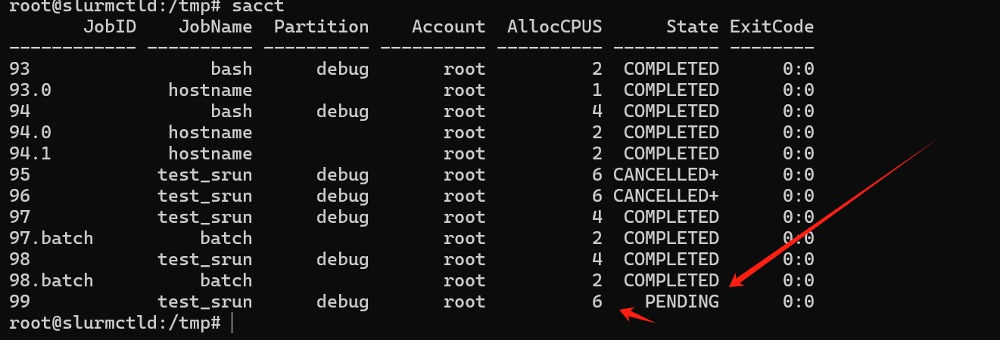 root@slurmctld:/tmp# sacct
JobID JobName Partition Account AllocCPUS State ExitCode
------------ ---------- ---------- ---------- ---------- ---------- --------
93 bash debug root 2 COMPLETED 0:0
93.0 hostname root 1 COMPLETED 0:0
94 bash debug root 4 COMPLETED 0:0
94.0 hostname root 2 COMPLETED 0:0
94.1 hostname root 2 COMPLETED 0:0
95 test_srun debug root 6 CANCELLED+ 0:0
96 test_srun debug root 6 CANCELLED+ 0:0
97 test_srun debug root 4 COMPLETED 0:0
97.batch batch root 2 COMPLETED 0:0
98 test_srun debug root 4 COMPLETED 0:0
98.batch batch root 2 COMPLETED 0:0
99 test_srun debug root 6 PENDING 0:0
root@slurmctld:/tmp#